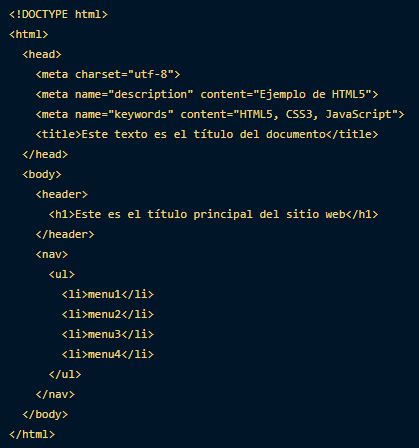 <!DOCTYPE html>
<html>
<head>
<meta charset="utf-8">
<meta name="description" content="Ejemplo de HTML5">
<meta name="keywords" content="HTML5, CSS3, JavaScript">
<title>Este texto es el título del documento</title>
</head>
<body>
<header>
<h1>Este es el título principal del sitio web</h1>
</header>
<nav>
<ul>
<li>menu1</li>
<li>menu2</li>
<li>menu3</li>
<li>menu4</li>
</ul>
</nav>
</body>
</html>